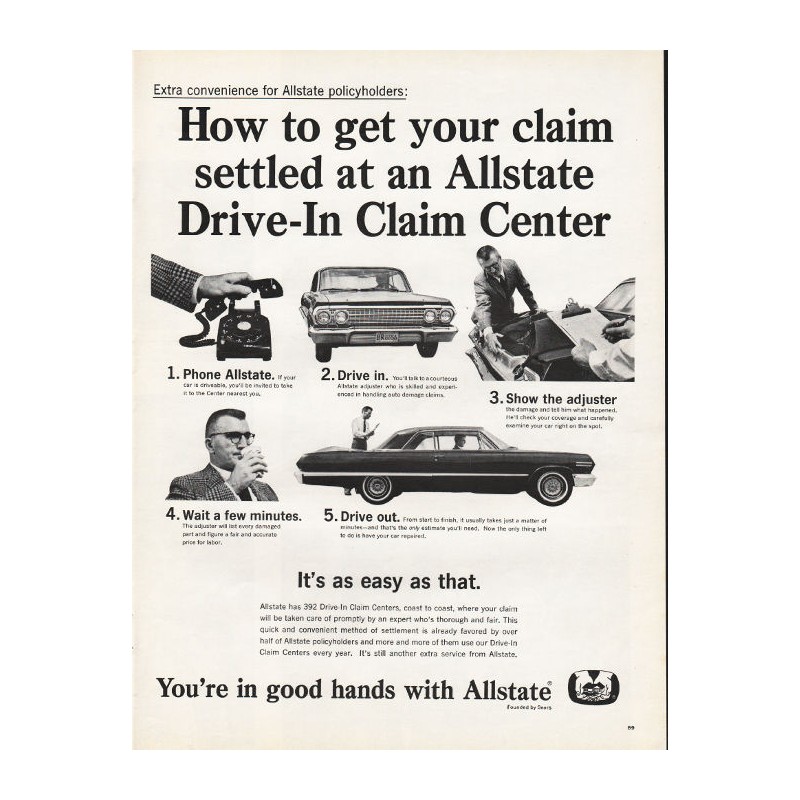 Extra convenience for Allstate policyholders:
How to get your claim
settled at an Allstate
Drive-In Claim Center
1. Phone Allstate. If your
car is driveable, you'll be invited to take
it to the Center nearest you.
2. Drive in. You'll talk to a courteous
Allstate adjuster who is skilled and experi-
enced in handling auto damage claims.
3. Show the adjuster
the damage and tell him what happened.
He'll check your coverage and carefully
examine your car right on the spot.
4. Wait a few minutes.
The adjuster will list every damaged
part and figure a fair and accurate
price for labor.
5. Drive out. From start to finish, it usually takes just a matter of
minutes—and that's the only estimate you'll need. Now the only thing left
to do is have your car repaired.
It's as easy as that.
Allstate has 392 Drive-In Claim Centers, coast to coast, where your claim
will be taken care of promptly by an expert who's thorough and fair. This
quick and convenient method of settlement is already favored by over
half of Allstate policyholders and more and more of them use our Drive-In
Claim Centers every year. It's still another extra service from Allstate.
You're in good hands with Allstate®
Founded by Sears